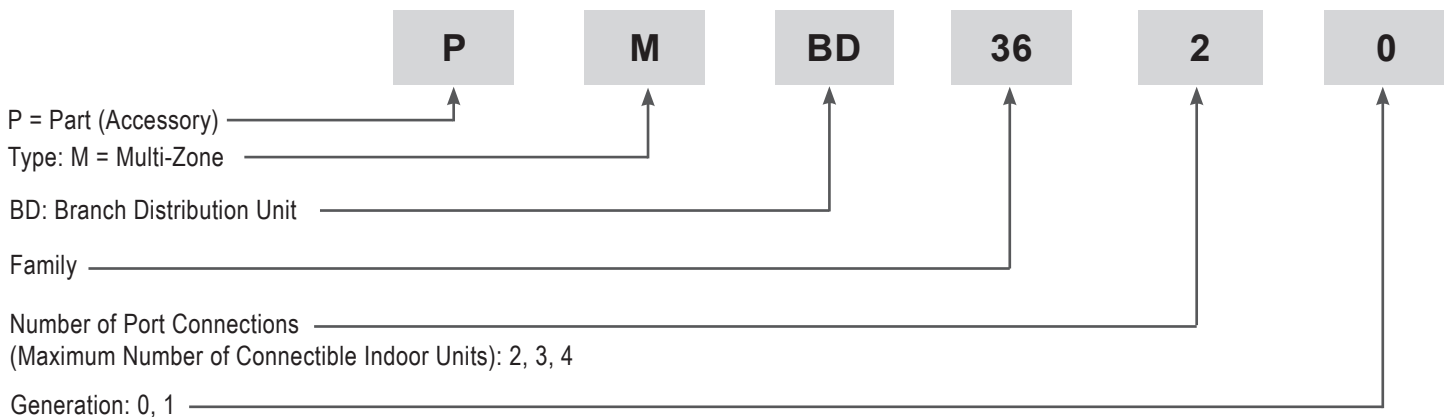 P M BD 36 2 0
P = Part (Accessory)
Type: M = Multi-Zone
BD: Branch Distribution Unit
Family
Number of Port Connections
(Maximum Number of Connectible Indoor Units): 2, 3, 4
Generation: 0, 1